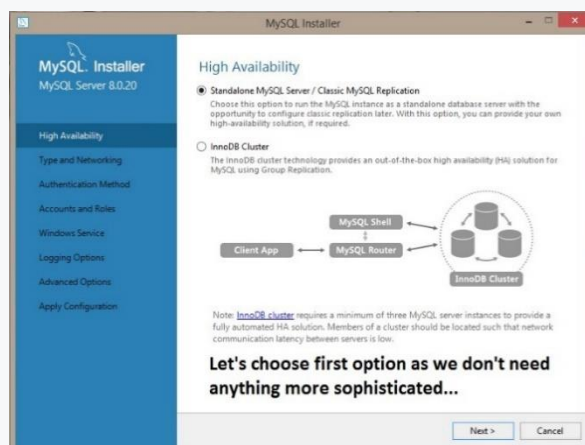 MySQL Installer
MySQL. Installer
MySQL Server 8.0.20
High Availability
Type and Networking
Authentication Method
Accounts and Roles
Windows Service
Logging Options
Advanced Options
Apply Configuration
High Availability
Standalone MySQL Server / Classic MySQL Replication
Choose this option to run the MySQL instance as a standalone database server with the
opportunity to configure classic replication later. With this option, you can provide your own
high-availability solution, if required.
InnoDB Cluster
The InnoDB cluster technology provides an out-of-the-box high availability (HA) solution for
MySQL using Group Replication.
MySQL Shell
Client App
MySQL Router
InnoDB Cluster
Note: InnoDB cluster requires a minimum of three MySQL server instances to provide a
fully automated HA solution. Members of a cluster should be located such that network
communication latency between servers is low.
Let's choose first option as we don't need
anything more sophisticated...
Next >
Cancel